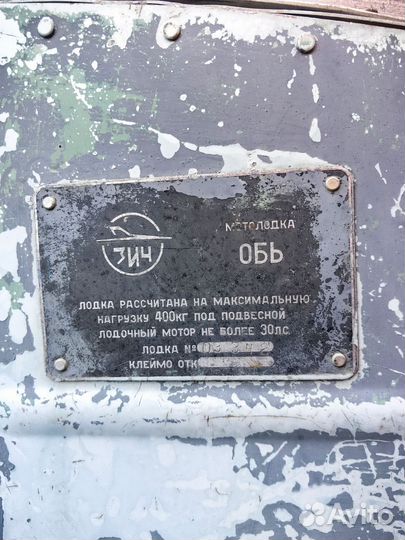 ЗИЧ
МОТОЛОДКА
ОБЬ
ЛОДКА РАССЧИТАНА НА МАКСИМАЛЬНУЮ
НАГРУЗКУ 400КГ ПОД ПОДВЕСНОЙ
ЛОДОЧНЫЙ МОТОР НЕ БОЛЕЕ 30Л.С.
ЛОДКА №
КЛЕЙМО ОТК
Avito